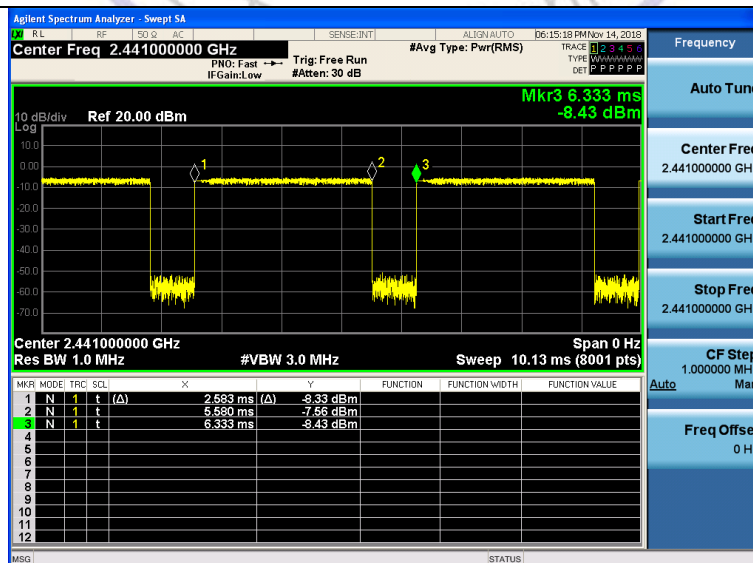 Agilent Spectrum Analyzer - Swept SA
LXI RL RF 50 Ω AC SENSE:INT ALIGN AUTO 06:15:18 PM Nov 14, 2018
Center Freq 2.441000000 GHz #Avg Type: Pwr(RMS) TRACE 1 2 3 4 5 6
PNO: Fast Trig: Free Run TYPE WWWWWW
IFGain:Low #Atten: 30 dB DET P P P P P P
Mkr3 6.333 ms
10 dB/div Ref 20.00 dBm -8.43 dBm
Log
10.0
0.00
-10.0
-20.0
-30.0
-40.0
-50.0
-60.0
-70.0
1
2
3
Center 2.441000000 GHz Span 0 Hz
Res BW 1.0 MHz #VBW 3.0 MHz Sweep 10.13 ms (8001 pts)
MKR MODE TRC SCL X Y FUNCTION FUNCTION WIDTH FUNCTION VALUE
1 N 1 t (Δ) 2.583 ms (Δ) -8.33 dBm
2 N 1 t 5.580 ms -7.56 dBm
3 N 1 t 6.333 ms -8.43 dBm
4
5
6
7
8
9
10
11
12
MSG STATUS
Frequency
Auto Tun
Center Fre
2.441000000 GH
Start Fre
2.441000000 GH
Stop Fre
2.441000000 GH
CF Step
1.000000 MH
Auto Man
Freq Offse
0 H